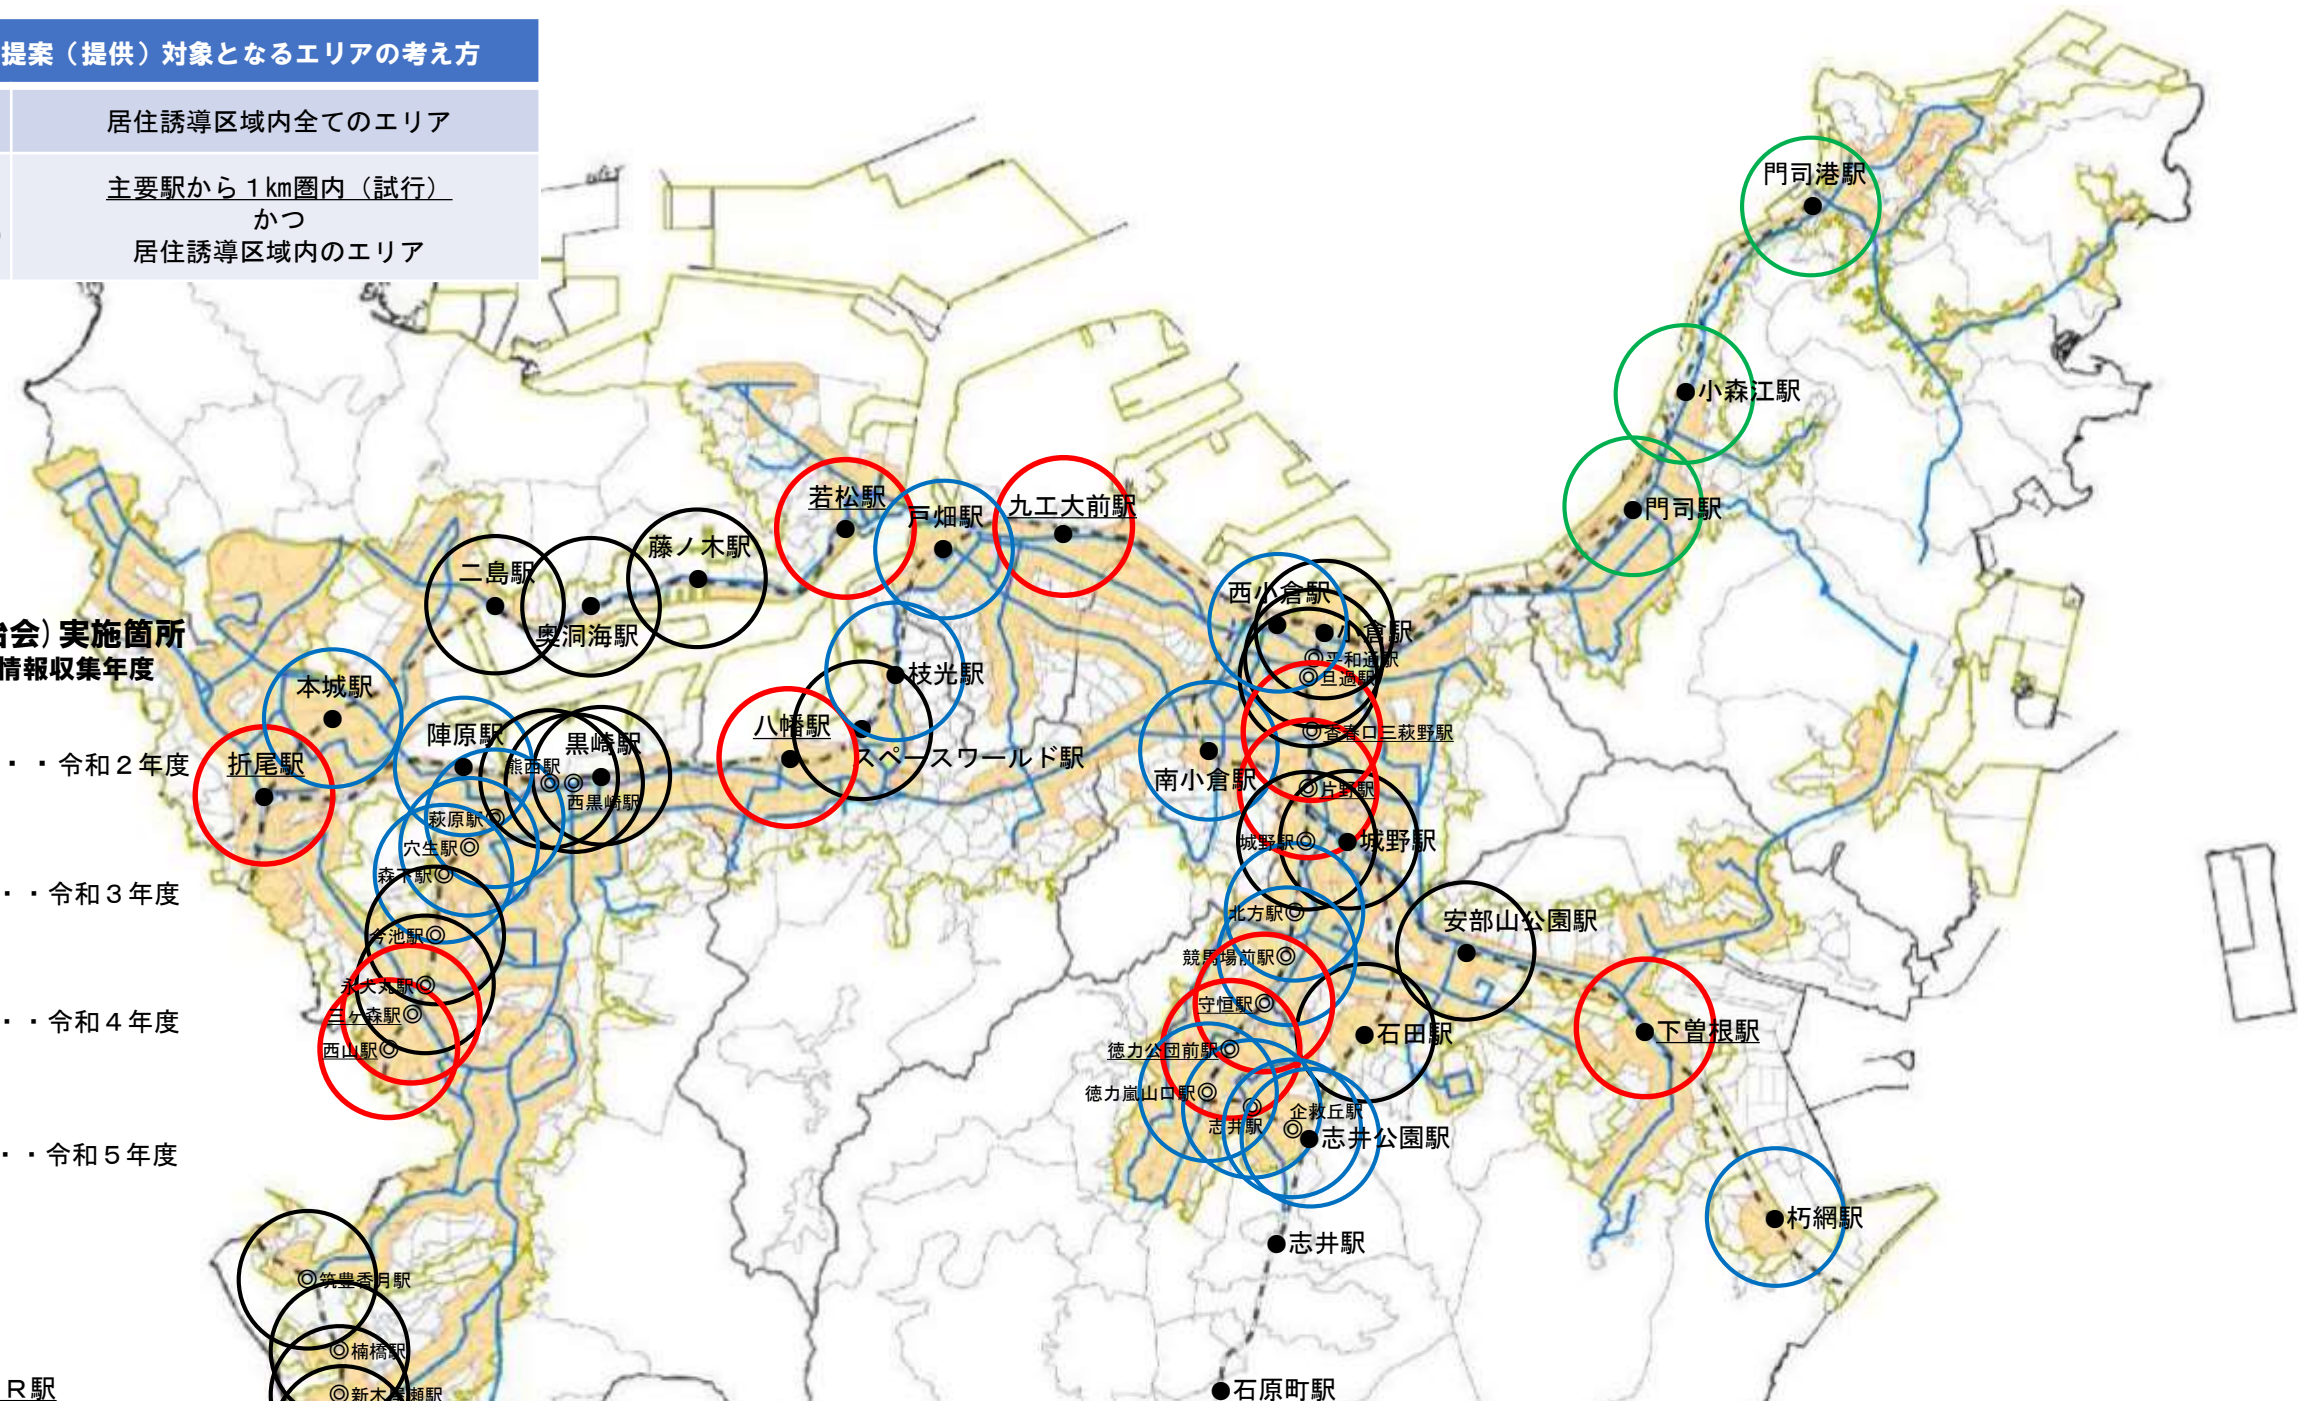 提案（提供）対象となるエリアの考え方
居住誘導区域内全てのエリア
主要駅から１㎞圏内（試行）
かつ
居住誘導区域内のエリア
門司港駅
小森江駅
門司駅
若松駅
戸畑駅
九工大前駅
藤ノ木駅
二島駅
奥洞海駅
西小倉駅
小倉駅
平和通駅
旦過駅
治会）実施箇所
情報収集年度
枝光駅
本城駅
八幡駅
スペースワールド駅
陣原駅
黒崎駅
熊西駅
西黒崎駅
香春口三萩野駅
南小倉駅
・・令和２年度
折尾駅
片野駅
萩原駅
穴生駅
城野駅
城野駅
森下駅
・・令和３年度
北方駅
安部山公園駅
今池駅
競馬場前駅
永犬丸駅
守恒駅
三ケ森駅
・・令和４年度
石田駅
下曽根駅
西山駅
徳力公団前駅
徳力嵐山口駅
志井駅
企救丘駅
志井公園駅
・・令和５年度
朽網駅
志井駅
筑豊香月駅
楠橋駅
新木屋瀬駅
Ｒ駅
石原町駅